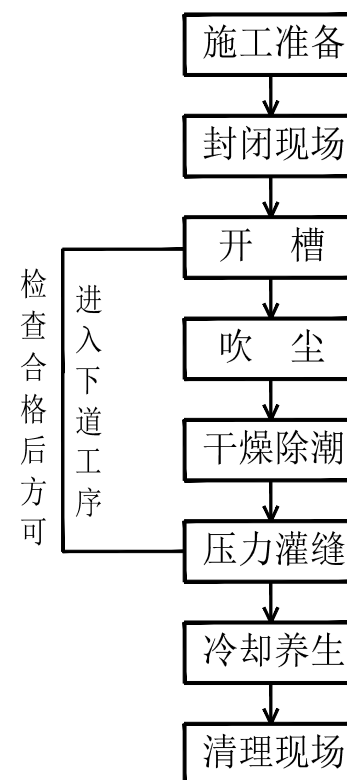 施工准备
封闭现场
开 槽
吹 尘
干燥除潮
压力灌缝
冷却养生
清理现场
检查合格后方可
进入下道工序